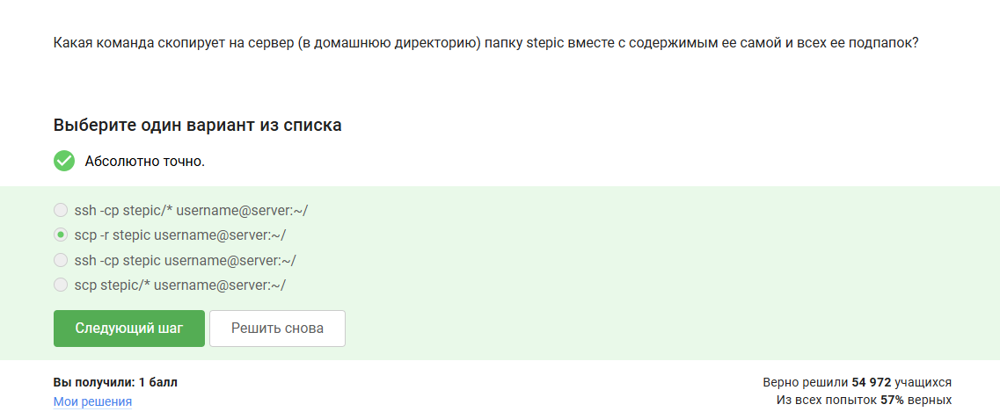 Какая команда скопирует на сервер (в домашнюю директорию) папку stepic вместе с содержимым ее самой и всех ее подпапок?
Выберите один вариант из списка
Абсолютно точно.
ssh -cp stepic/* username@server:~/
scp -r stepic username@server:~/
ssh -cp stepic username@server:~/
scp stepic/* username@server:~/
Следующий шаг Решить снова
Вы получили: 1 балл
Мои решения
Верно решили 54 972 учащихся
Из всех попыток 57% верных